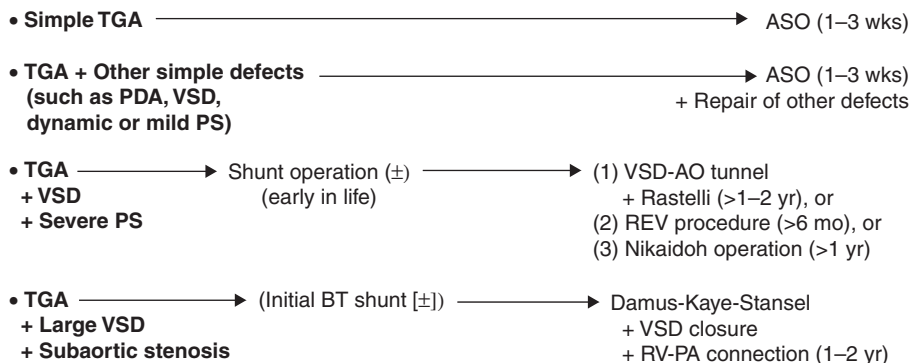 • Simple TGA ASO (1–3 wks)
• TGA + Other simple defects ASO (1–3 wks)
(such as PDA, VSD, + Repair of other defects
dynamic or mild PS)
• TGA Shunt operation (±) (1) VSD-AO tunnel
+ VSD (early in life) + Rastelli (>1–2 yr), or
+ Severe PS (2) REV procedure (>6 mo), or
(3) Nikaidoh operation (>1 yr)
• TGA (Initial BT shunt [±]) Damus-Kaye-Stansel
+ Large VSD + VSD closure
+ Subaortic stenosis + RV-PA connection (1–2 yr)